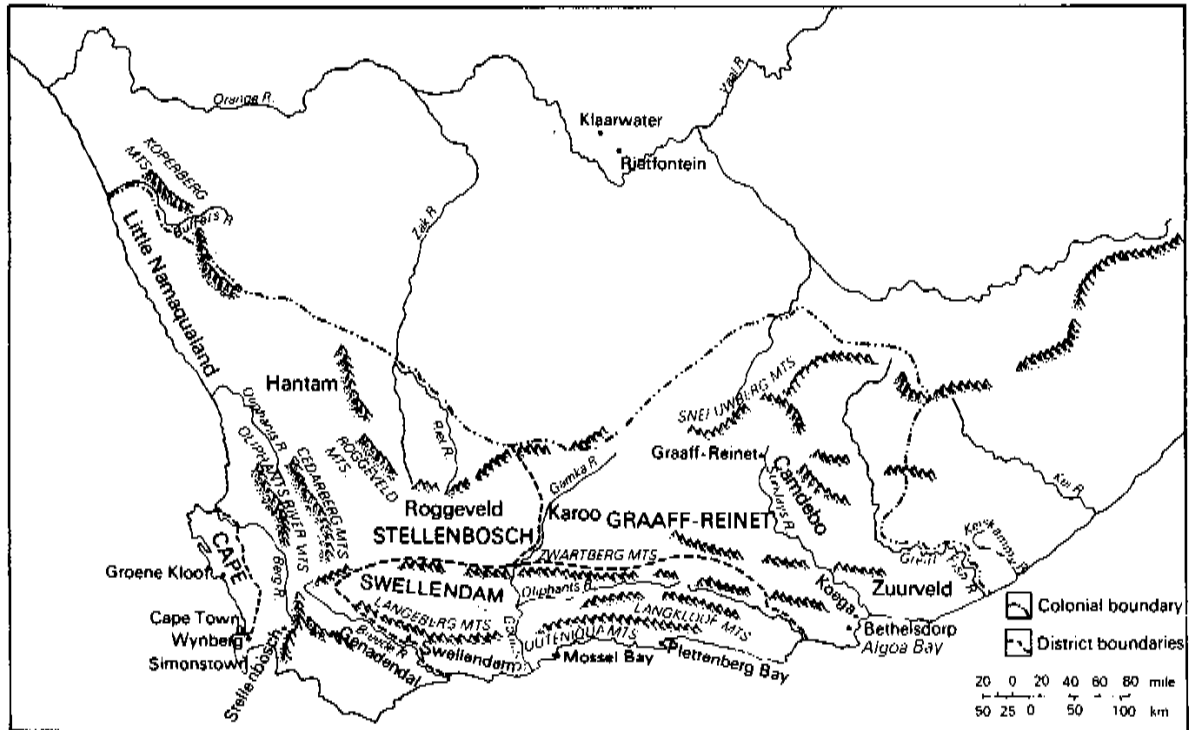 Orange R.
Vaal R
Klaarwater
Rietfontein
KOPERBERG
MTS
Buffels R
Zak R
Little Namaqualand
Hantam
Riet R
SNEEUWBERG MTS
Oliphants R.
OLIPHANTS RIVER MTS
CEDARBERG MTS
ROGGEVELD
MTS.
Graaff-Reinet
Camdebo
Sundays R.
Gamka R
Kei R
Roggeveld
STELLENBOSCH
Karoo
GRAAFF-REINET
CAPE
Berg R
ZWARTBERG MTS
Keiskamma R
Great
Fish R
Groene Kloof
SWELLENDAM
Oliphants R.
Koega
Zuurveld
Colonial boundary
LANGEBERG MTS
LANGKLOOF MTS
Cape Town
Wynberg
Simonstown
Stellenbosch
Breede R
Genadendal
Swellendam
OUTENIQUA MTS
Mossel Bay
Plettenberg Bay
Bethelsdorp
Algoa Bay
District boundaries
20 0 20 40 60 80 mile
50 25 0 50 100 km